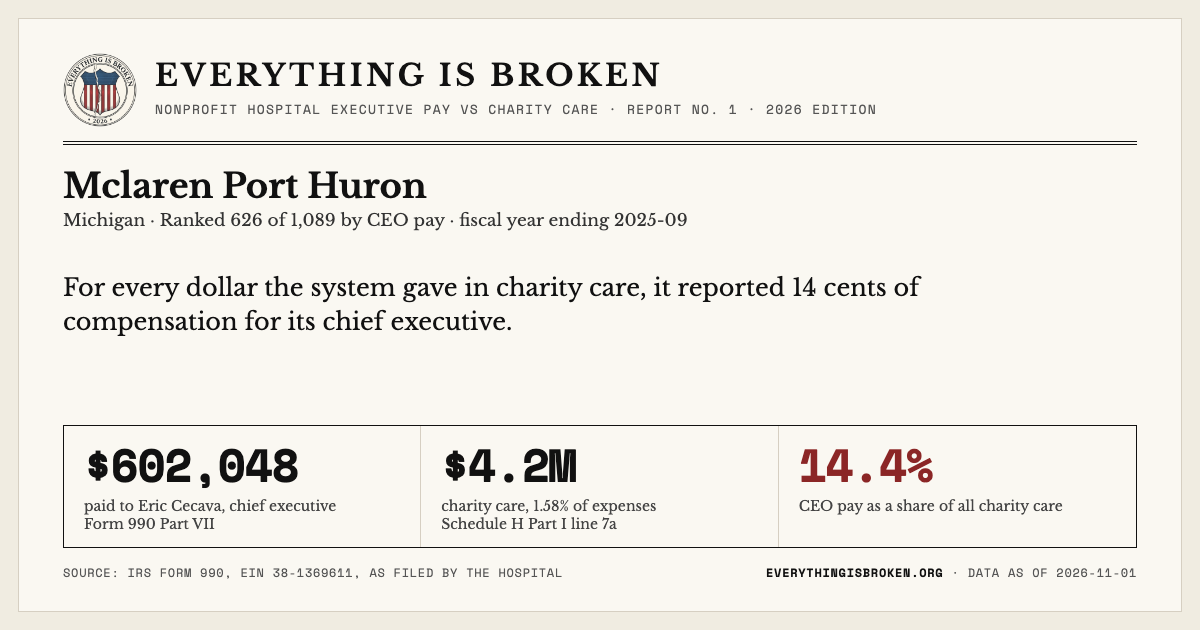 EVERYTHING IS BROKEN
· 2026 ·
EVERYTHING IS BROKEN
NONPROFIT HOSPITAL EXECUTIVE PAY VS CHARITY CARE · REPORT NO. 1 · 2026 EDITION
Mclaren Port Huron
Michigan · Ranked 626 of 1,089 by CEO pay · fiscal year ending 2025-09
For every dollar the system gave in charity care, it reported 14 cents of
compensation for its chief executive.
$602,048
paid to Eric Cecava, chief executive
Form 990 Part VII
$4.2M
charity care, 1.58% of expenses
Schedule H Part I line 7a
14.4%
CEO pay as a share of all charity care
SOURCE: IRS FORM 990, EIN 38-1369611, AS FILED BY THE HOSPITAL
EVERYTHINGISBROKEN.ORG · DATA AS OF 2026-11-01